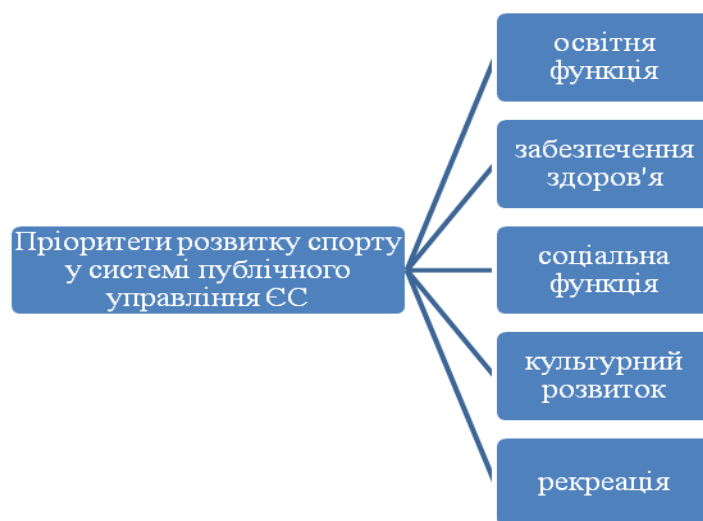 Пріоритети розвитку спорту
у системі публічного
управління ЄС
освітня
функція
забезпечення
здоров'я
соціальна
функція
культурний
розвиток
рекреація